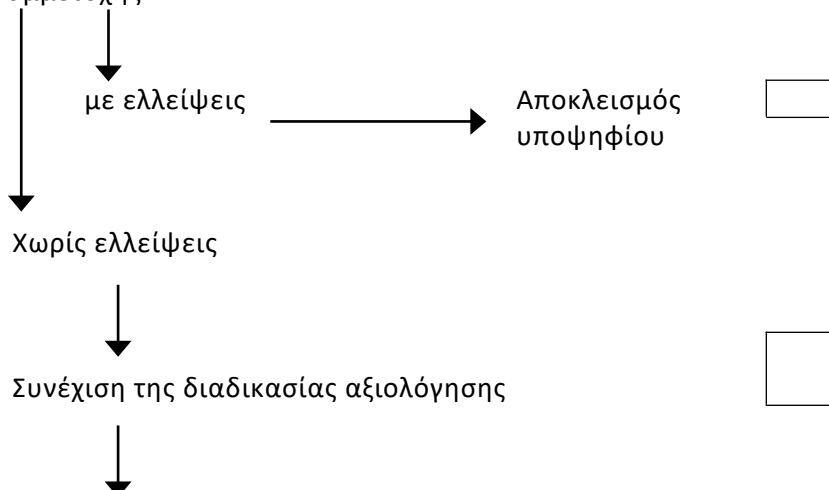 με ελλείψεις
Αποκλεισμός
υποψηφίου
Χωρίς ελλείψεις
Συνέχιση της διαδικασίας αξιολόγησης